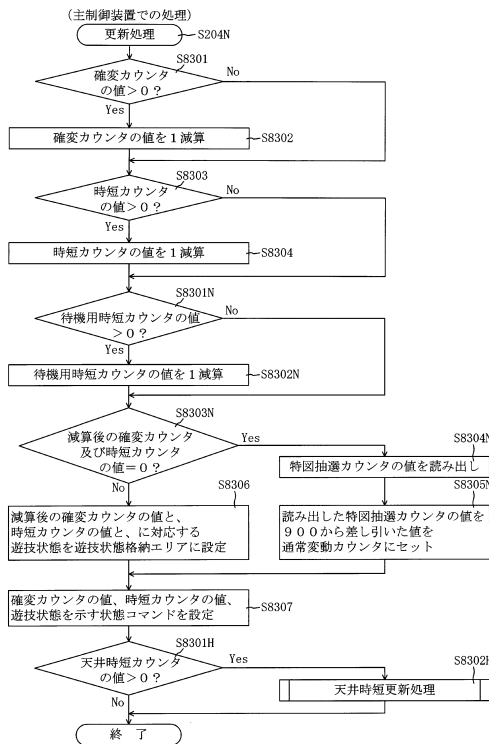 (主制御装置での処理)
更新処理
S204N
S8301
確変カウンタ
の値＞０？
No
Yes
確変カウンタの値を１減算
S8302
S8303
時短カウンタ
の値＞０？
No
Yes
時短カウンタの値を１減算
S8304
S8301N
待機用時短カウンタの値
＞０？
No
Yes
待機用時短カウンタの値を１減算
S8302N
S8303N
減算後の確変カウンタ
及び時短カウンタ
の値＝０？
Yes
No
S8304N
特図抽選カウンタの値を読み出し
S8305N
読み出した特図抽選カウンタの値を
９００から差し引いた値を
通常変動カウンタにセット
S8306
減算後の確変カウンタの値と、
時短カウンタの値と、に対応する
遊技状態を遊技状態格納エリアに設定
確変カウンタの値、時短カウンタの値、
遊技状態を示す状態コマンドを設定
S8307
S8301H
天井時短カウンタ
の値＞０？
Yes
No
S8302H
天井時短更新処理
終 了